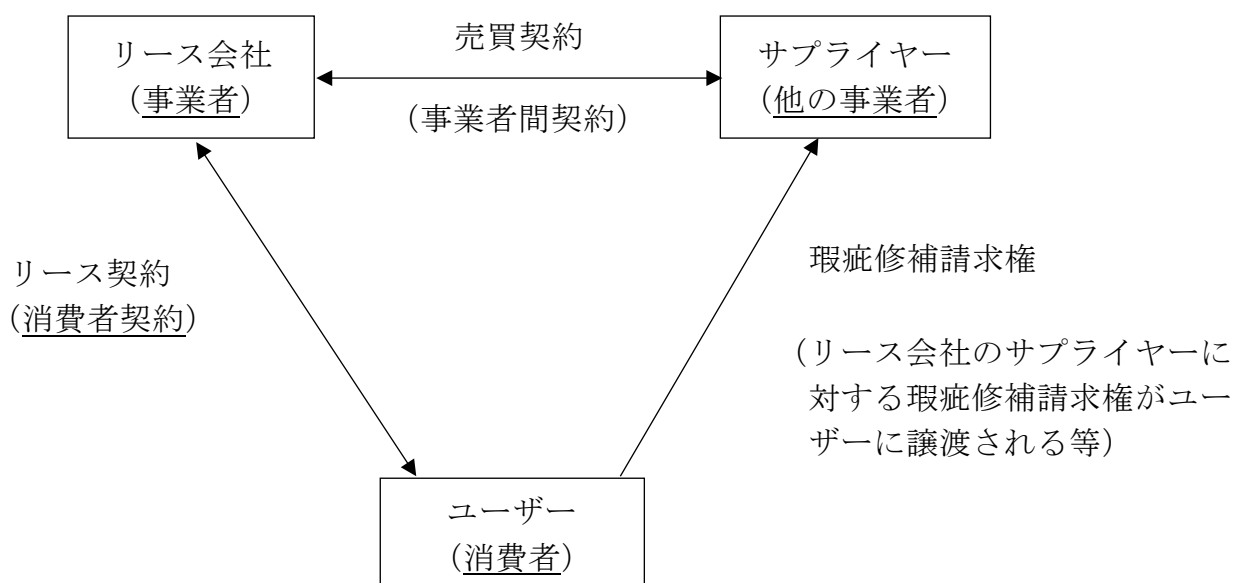 リース会社
（事業者）
売買契約
（事業者間契約）
サプライヤー
（他の事業者）
リース契約
（消費者契約）
瑕疵修補請求権
（リース会社のサプライヤーに
対する瑕疵修補請求権がユー
ザーに譲渡される等）
ユーザー
（消費者）